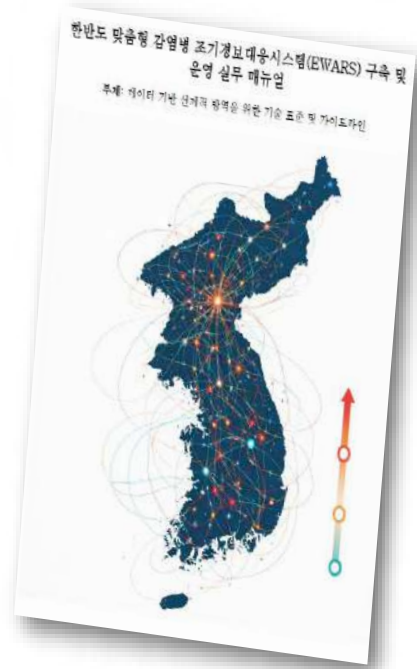 한반도 맞춤형 감염병 조기경보대응시스템(EWARS) 구축 및
운영 실무 매뉴얼
부제: 데이터 기반 선제적 방역을 위한 기술 표준 및 가이드라인